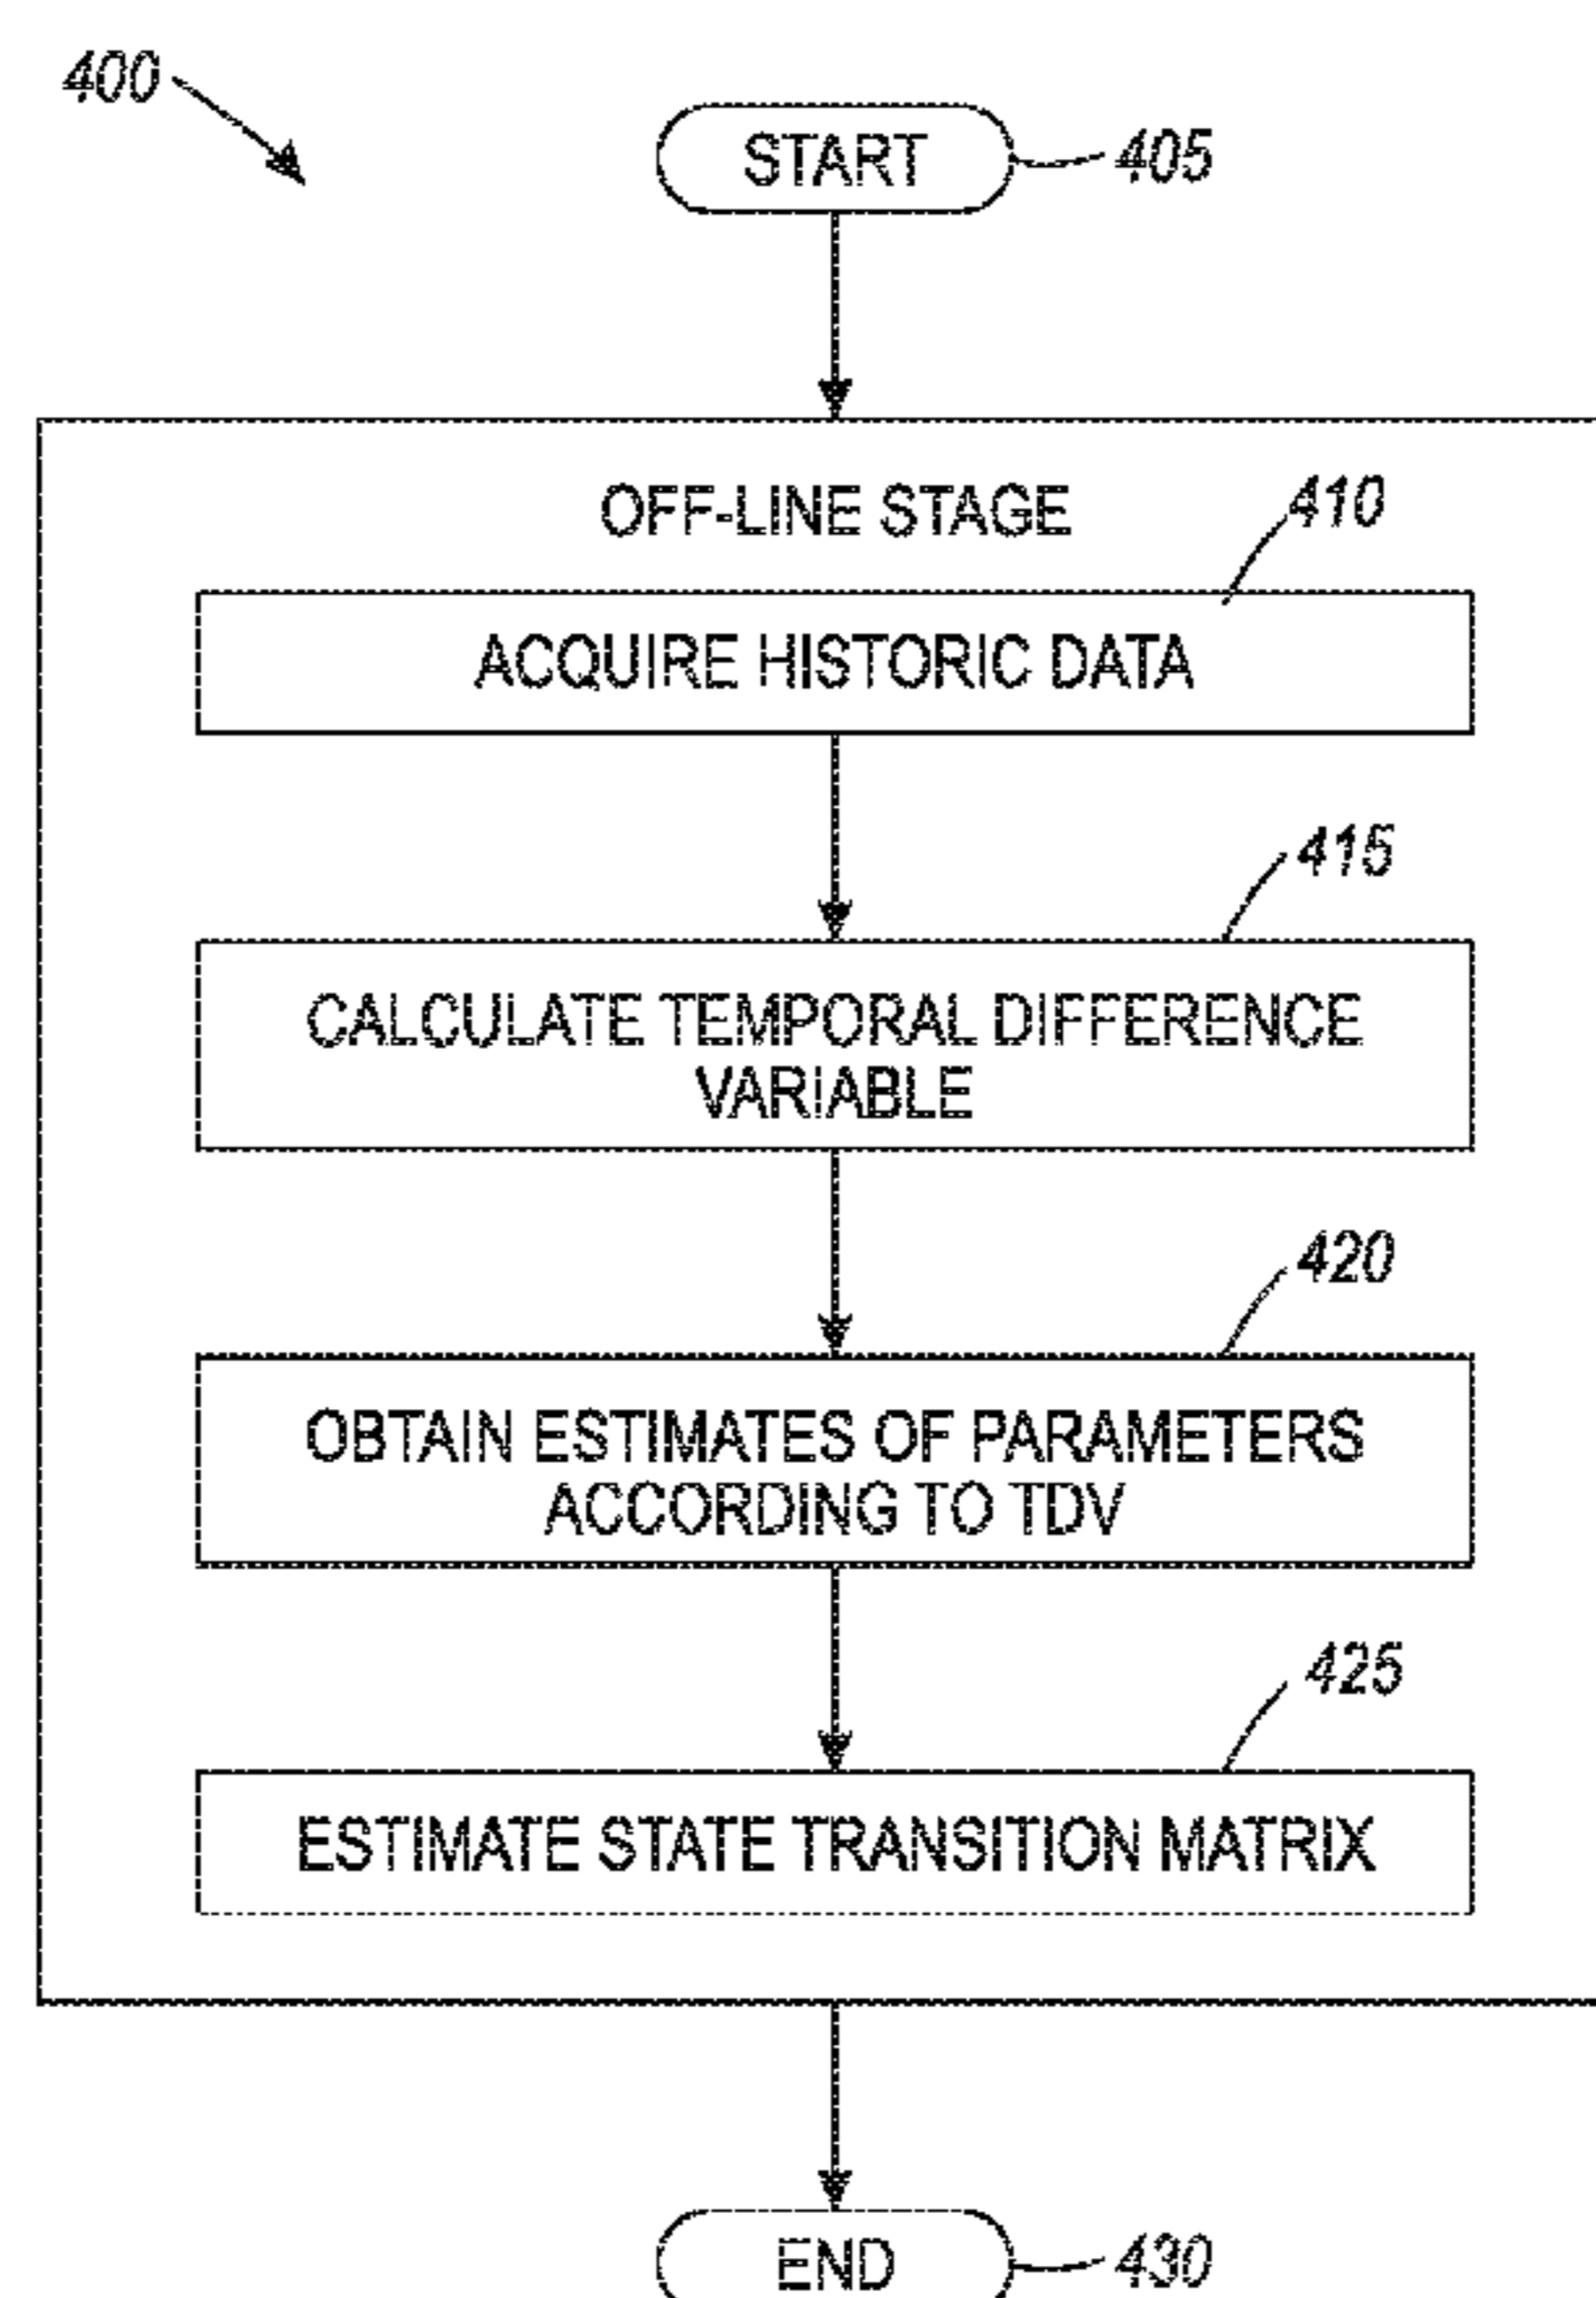 400
START
405
OFF-LINE STAGE
410
ACQUIRE HISTORIC DATA
415
CALCULATE TEMPORAL DIFFERENCE
VARIABLE
420
OBTAIN ESTIMATES OF PARAMETERS
ACCORDING TO TDV
425
ESTIMATE STATE TRANSITION MATRIX
END
430